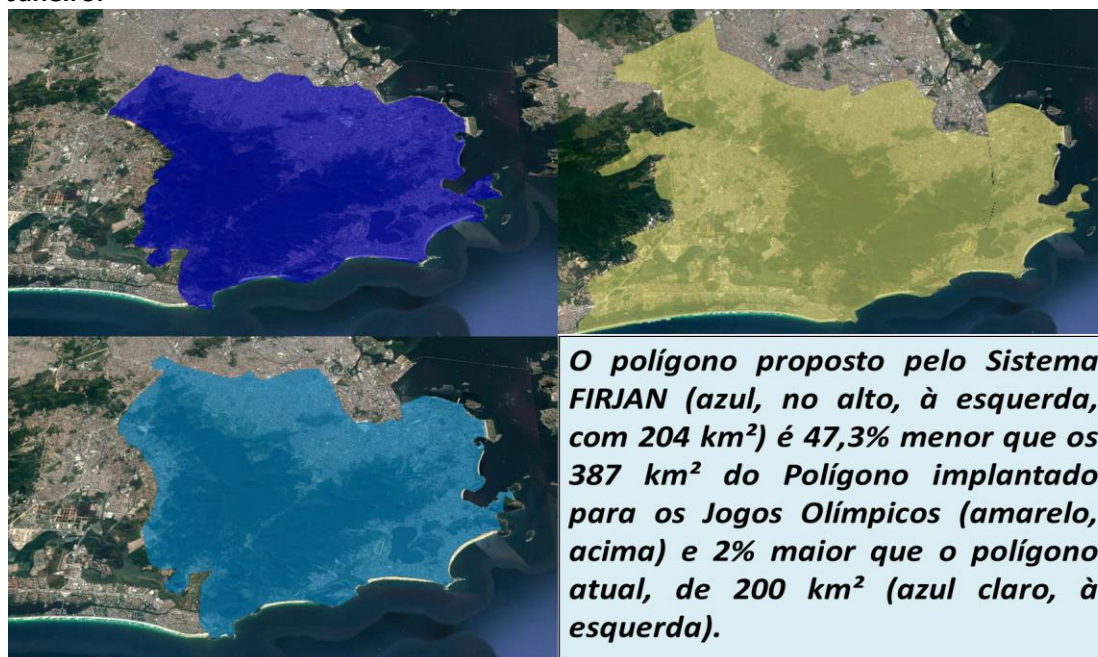 Janeiro.
O polígono proposto pelo Sistema
FIRJAN (azul, no alto, à esquerda,
com 204 km²) é 47,3% menor que os
387 km² do Polígono implantado
para os Jogos Olímpicos (amarelo,
acima) e 2% maior que o polígono
atual, de 200 km² (azul claro, à
esquerda).